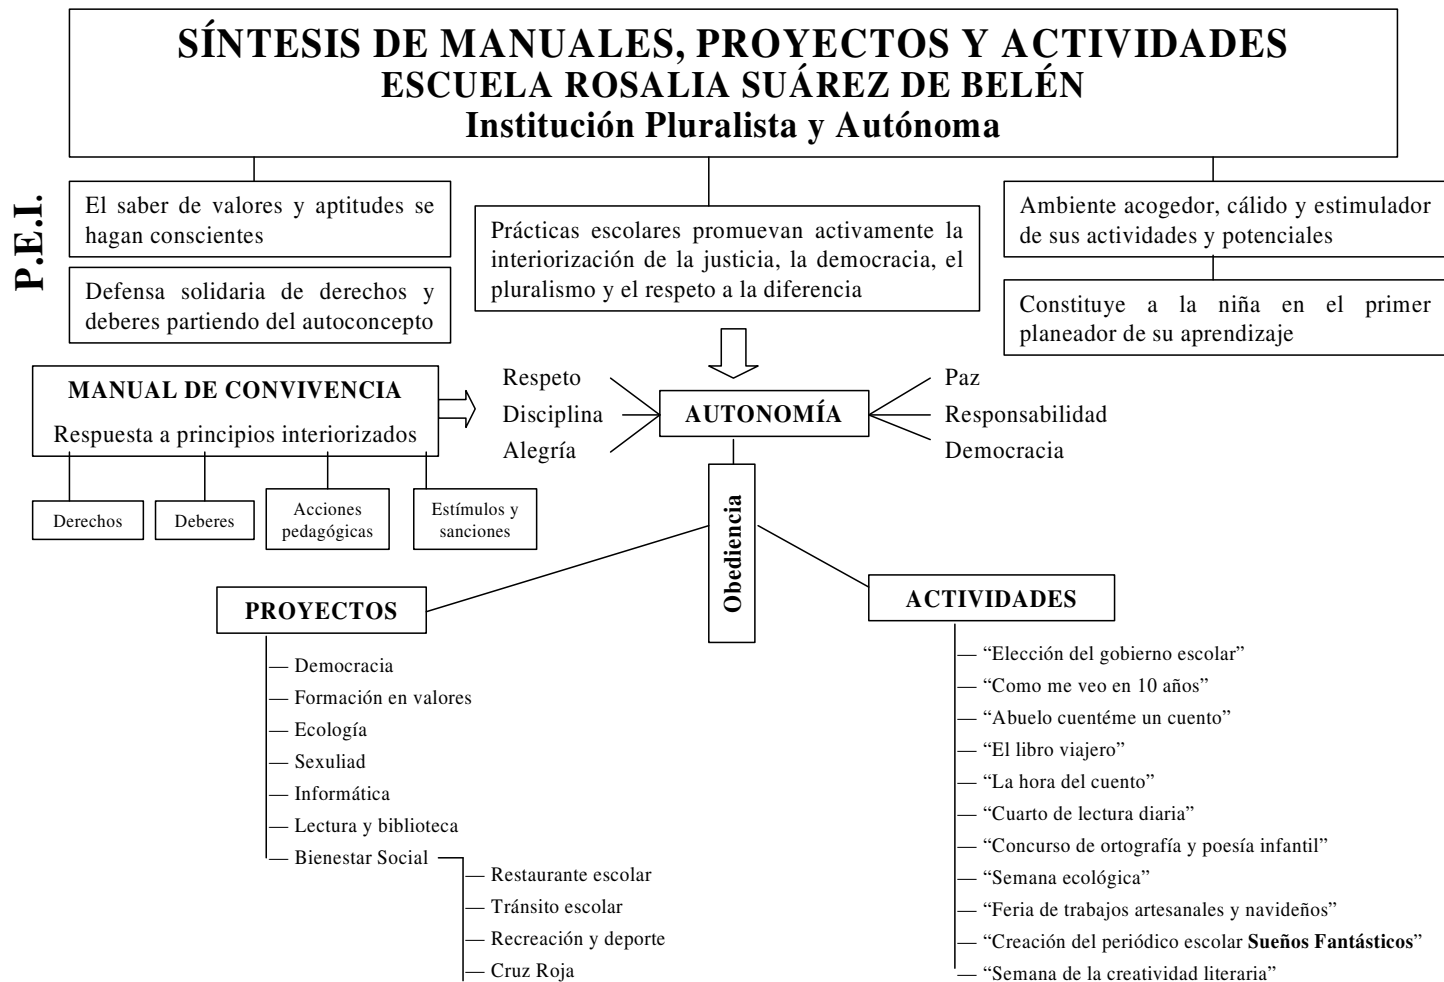 SÍNTESIS DE MANUALES, PROYECTOS Y ACTIVIDADES
ESCUELA ROSALIA SUÁREZ DE BELÉN
Institución Pluralista y Autónoma
P.E.I.
El saber de valores y aptitudes se
hagan conscientes
Defensa solidaria de derechos y
deberes partiendo del autoconcepto
Prácticas escolares promuevan activamente la
interiorización de la justicia, la democracia, el
pluralismo y el respeto a la diferencia
Ambiente acogedor, cálido y estimulador
de sus actividades y potenciales
Constituye a la niña en el primer
planeador de su aprendizaje
MANUAL DE CONVIVENCIA
Respuesta a principios interiorizados
Derechos
Deberes
Acciones
pedagógicas
Estímulos y
sanciones
Respeto
Disciplina
Alegría
AUTONOMÍA
Paz
Responsabilidad
Democracia
Obediencia
PROYECTOS
— Democracia
— Formación en valores
— Ecología
— Sexuliad
— Informática
— Lectura y biblioteca
— Bienestar Social
— Restaurante escolar
— Tránsito escolar
— Recreación y deporte
— Cruz Roja
ACTIVIDADES
— “Elección del gobierno escolar”
— “Como me veo en 10 años”
— “Abuelo cuentéme un cuento”
— “El libro viajero”
— “La hora del cuento”
— “Cuarto de lectura diaria”
— “Concurso de ortografía y poesía infantil”
— “Semana ecológica”
— “Feria de trabajos artesanales y navideños”
— “Creación del periódico escolar Sueños Fantásticos”
— “Semana de la creatividad literaria”